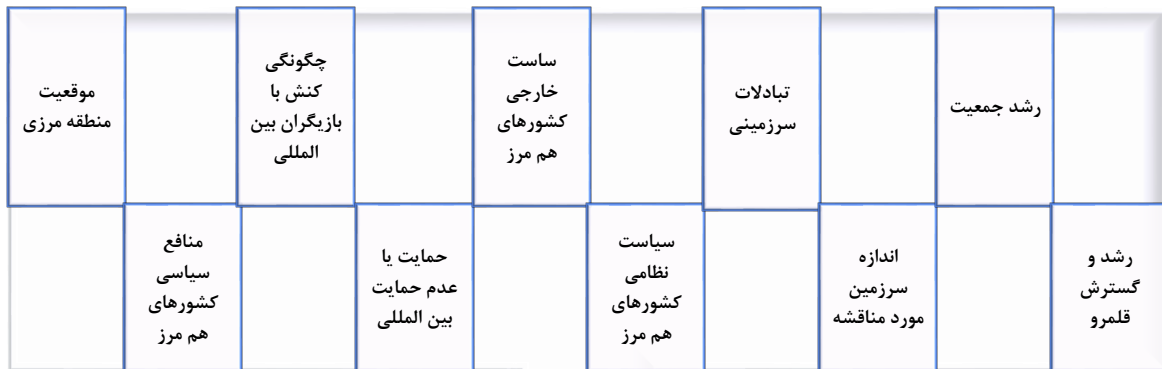 رشد جمعیت
تبادلات
سرزمینی
ساست
خارجی
کشورهای
هم مرز
چگونگی
کنش با
بازیگران بین
المللی
موقعیت
منطقه مرزی
رشد و
گسترش
قلمرو
اندازه
سرزمین
مورد مناقشه
سیاست
نظامی
کشورهای
هم مرز
حمایت یا
عدم حمایت
بین المللی
منافع
سیاسی
کشورهای
هم مرز